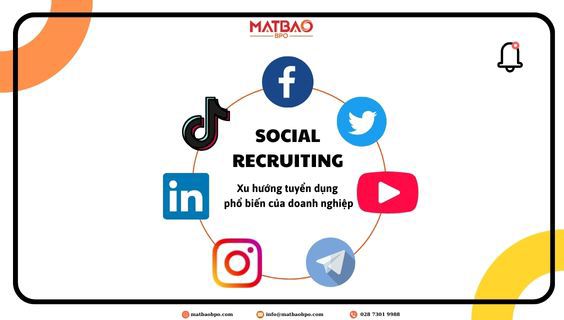 MATBAO
BPO
SOCIAL
RECRUITING
Xu hướng tuyển dụng
phổ biến của doanh nghiệp
in
matbaobpo.com
info@matbaobpo.com
028 7301 9988